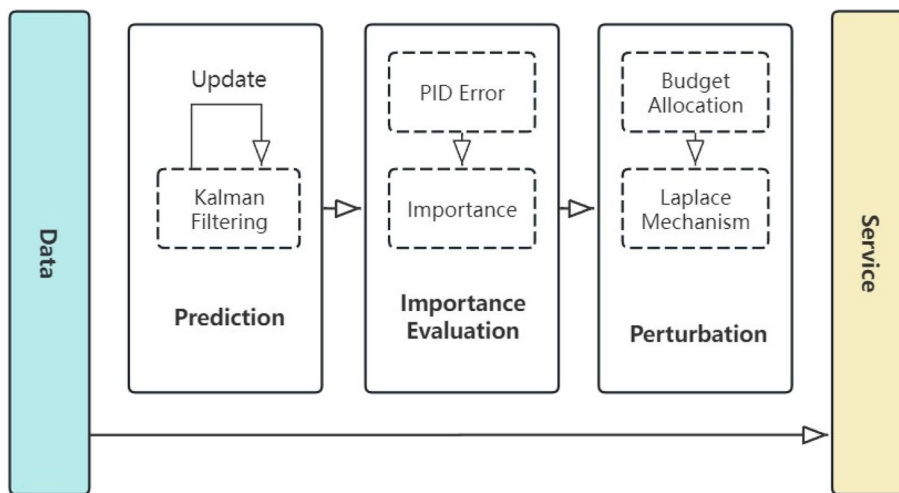 Data
Update
Kalman
Filtering
Prediction
PID Error
Importance
Importance
Evaluation
Budget
Allocation
Laplace
Mechanism
Perturbation
Service